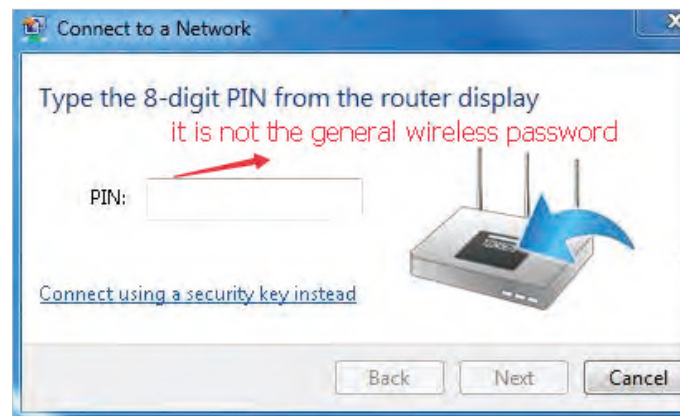 Connect to a Network
X
Type the 8-digit PIN from the router display
it is not the general wireless password
PIN:
Connect using a security key instead
Back
Next
Cancel